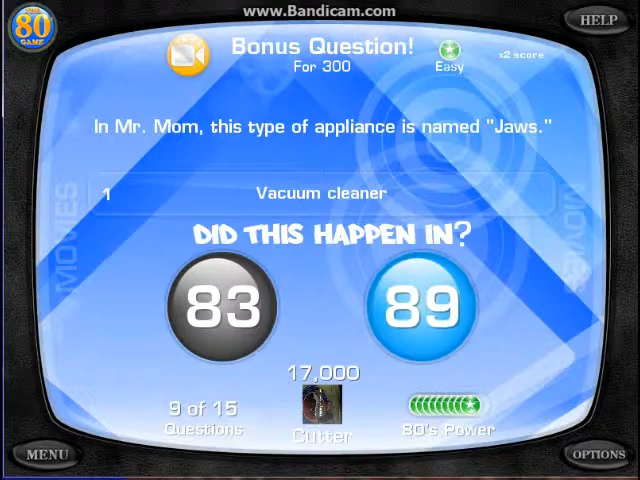 www.Bandicam.com
THE
80
GAME
HELP
Bonus Question!
For 300
Easy
x2 score
In Mr. Mom, this type of appliance is named "Jaws."
1 Vacuum cleaner
MOVIES
MOVIES
DID THIS HAPPEN IN?
83 89
17,000
9 of 15
Questions
Cutter
80's Power
MENU
OPTIONS